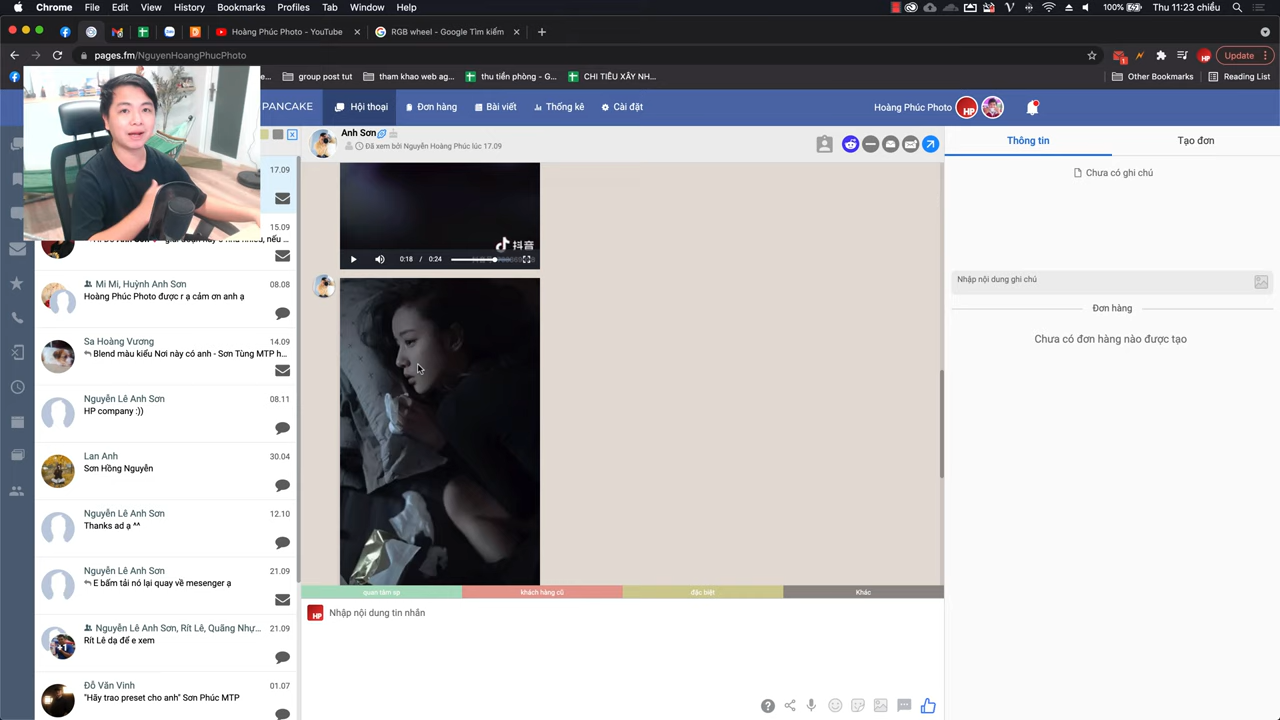 Chrome File Edit View History Bookmarks Profiles Tab Window Help
100% Thu 11:23 chiều
Hoàng Phúc Photo - YouTube
RGB wheel - Google Tìm kiếm
pages.fm/NguyenHoangPhucPhoto
Update
group post tut
tham khao web ag...
thu tiền phòng - G...
CHI TIÊU XÂY NH...
Other Bookmarks
Reading List
PANCAKE
Hội thoại
Đơn hàng
Bài viết
Thống kê
Cài đặt
Hoàng Phúc Photo
17.09
15.09
Mi Mi, Huỳnh Anh Sơn
08.08
Hoàng Phúc Photo được r ạ cảm ơn anh ạ
Sa Hoàng Vương
14.09
Blend màu kiểu Nơi này có anh - Sơn Tùng MTP h...
Nguyễn Lê Anh Sơn
08.11
HP company :))
Lan Anh
30.04
Sơn Hồng Nguyễn
Nguyễn Lê Anh Sơn
12.10
Thanks ad ạ ^^
Nguyễn Lê Anh Sơn
21.09
E bấm tải nó lại quay về mesenger ạ
Nguyễn Lê Anh Sơn, Rít Lê, Quãng Nhự...
21.09
+1
Rít Lê dạ để e xem
Đỗ Văn Vinh
01.07
"Hãy trao preset cho anh" Sơn Phúc MTP
Anh Sơn
Đã xem bởi Nguyễn Hoàng Phúc lúc 17.09
抖音
0:18 / 0:24
quan tâm sp
khách hàng cũ
đặc biệt
Khác
HP
Nhập nội dung tin nhắn
Thông tin
Tạo đơn
Chưa có ghi chú
Nhập nội dung ghi chú
Đơn hàng
Chưa có đơn hàng nào được tạo